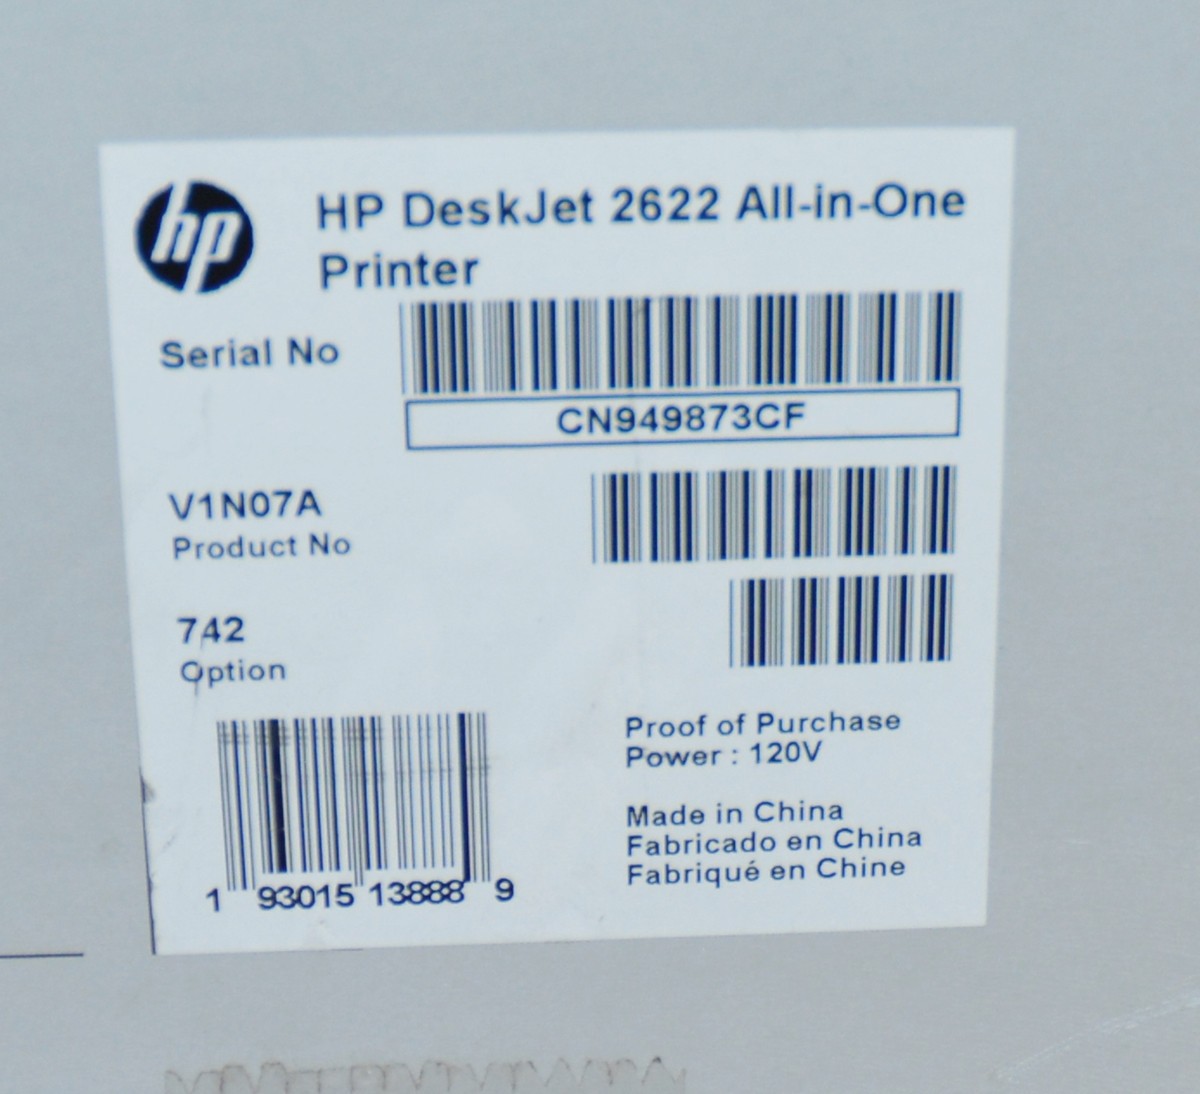 hp
HP DeskJet 2622 All-in-One
Printer
Serial No
CN949873CF
V1N07A
Product No
742
Option
Proof of Purchase
Power : 120V
Made in China
Fabricado en China
Fabriqué en Chine
1 93015 13888 9